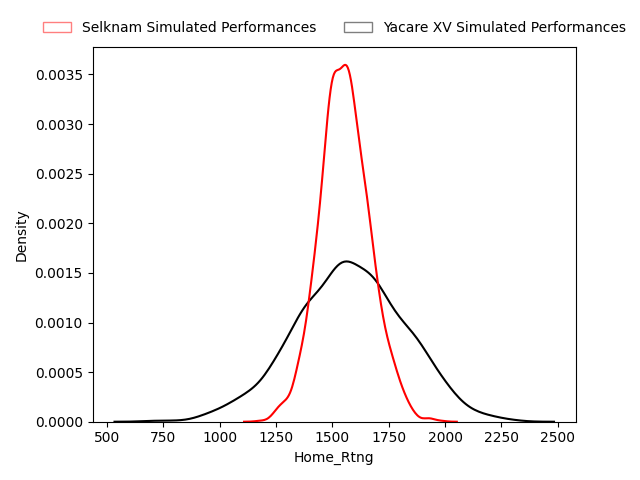 Selknam Simulated Performances
Yacare XV Simulated Performances
0.0035
0.0030
0.0025
0.0020
0.0015
0.0010
0.0005
0.0000
Density
500 750 1000 1250 1500 1750 2000 2250 2500
Home_Rtng